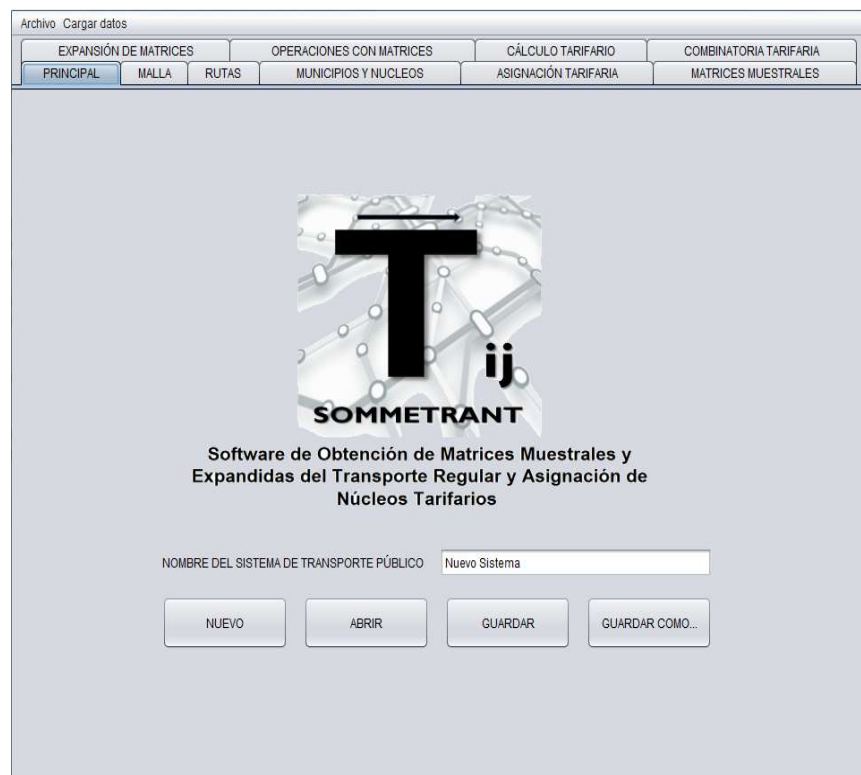 Archivo Cargar datos
EXPANSIÓN DE MATRICES OPERACIONES CON MATRICES CÁLCULO TARIFARIO COMBINATORIA TARIFARIA
PRINCIPAL MALLA RUTAS MUNICIPIOS Y NUCLEOS ASIGNACIÓN TARIFARIA MATRICES MUESTRALES
T ij
SOMMETRANT
Software de Obtención de Matrices Muestrales y
Expandidas del Transporte Regular y Asignación de
Núcleos Tarifarios
NOMBRE DEL SISTEMA DE TRANSPORTE PÚBLICO Nuevo Sistema
NUEVO ABRIR GUARDAR GUARDAR COMO...